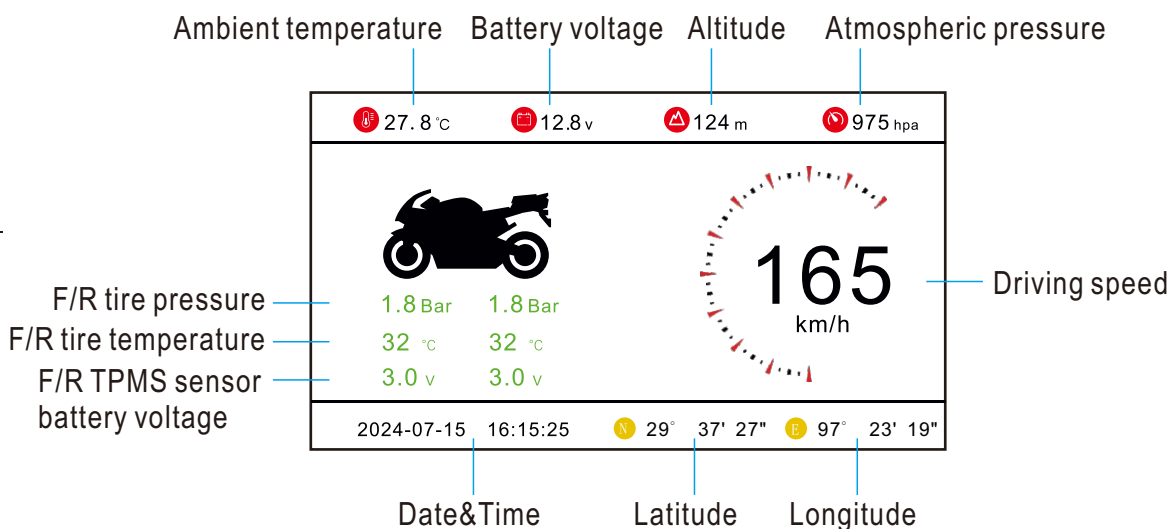 Ambient temperature Battery voltage Altitude Atmospheric pressure
27.8 °C 12.8 v 124 m 975 hpa
165
km/h
Driving speed
F/R tire pressure 1.8 Bar 1.8 Bar
F/R tire temperature 32 °C 32 °C
F/R TPMS sensor
battery voltage
3.0 V 3.0 V
2024-07-15 16:15:25 N 29° 37' 27" E 97° 23' 19"
Date&Time Latitude Longitude